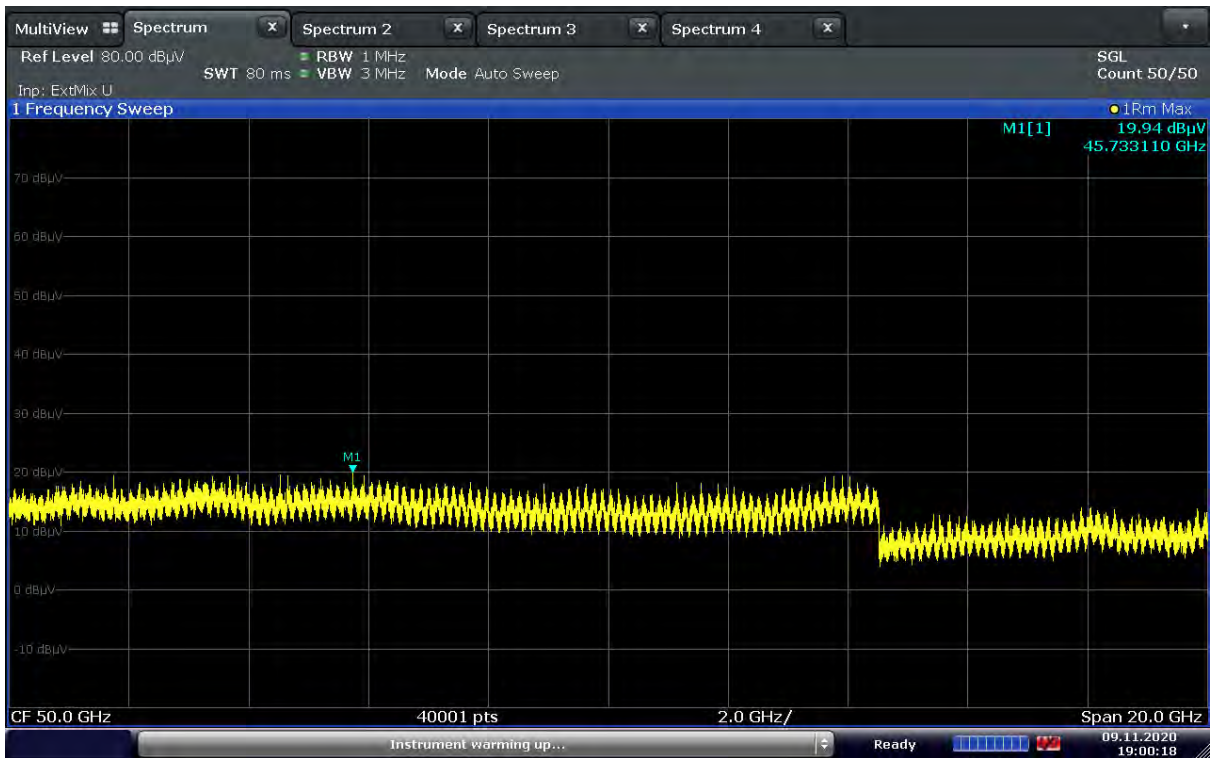 MultiView Spectrum X Spectrum 2 X Spectrum 3 X Spectrum 4 X
Ref Level 80.00 dBµV RBW 1 MHz SGL
SWT 80 ms VBW 3 MHz Mode Auto Sweep Count 50/50
Inp: ExtMix U
1 Frequency Sweep 1Rm Max
M1[1] 19.94 dBµV
45.733110 GHz
70 dBµV
60 dBµV
50 dBµV
40 dBµV
30 dBµV
M1
20 dBµV
10 dBµV
0 dBµV
-10 dBµV
CF 50.0 GHz 40001 pts 2.0 GHz/ Span 20.0 GHz
Instrument warming up... Ready 09.11.2020
19:00:18